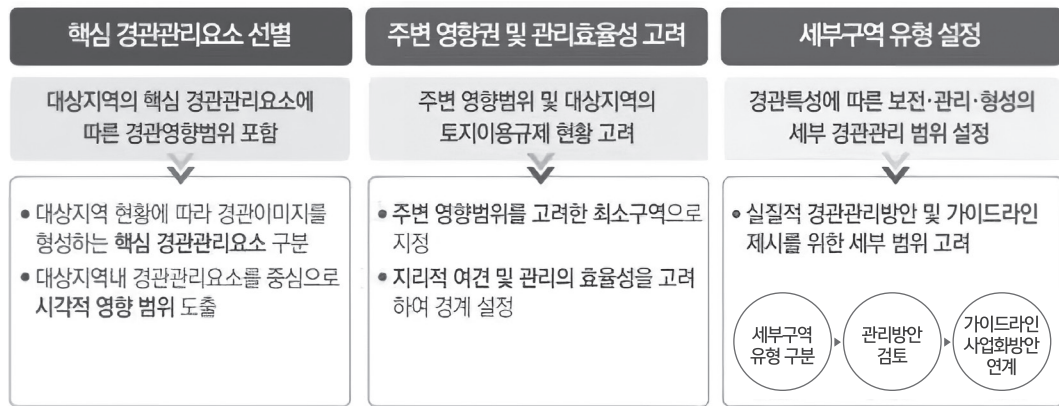 핵심 경관관리요소 선별
대상지역의 핵심 경관관리요소에
따른 경관영향범위 포함
• 대상지역 현황에 따라 경관이미지를
형성하는 핵심 경관관리요소 구분
• 대상지역내 경관관리요소를 중심으로
시각적 영향 범위 도출
주변 영향권 및 관리효율성 고려
주변 영향범위 및 대상지역의
토지이용규제 현황 고려
• 주변 영향범위를 고려한 최소구역으로
지정
• 지리적 여견 및 관리의 효율성을 고려
하여 경계 설정
세부구역 유형 설정
경관특성에 따른 보전·관리·형성의
세부 경관관리 범위 설정
• 실질적 경관관리방안 및 가이드라인
제시를 위한 세부 범위 고려
세부구역
유형 구분
관리방안
검토
가이드라인
사업화방안
연계